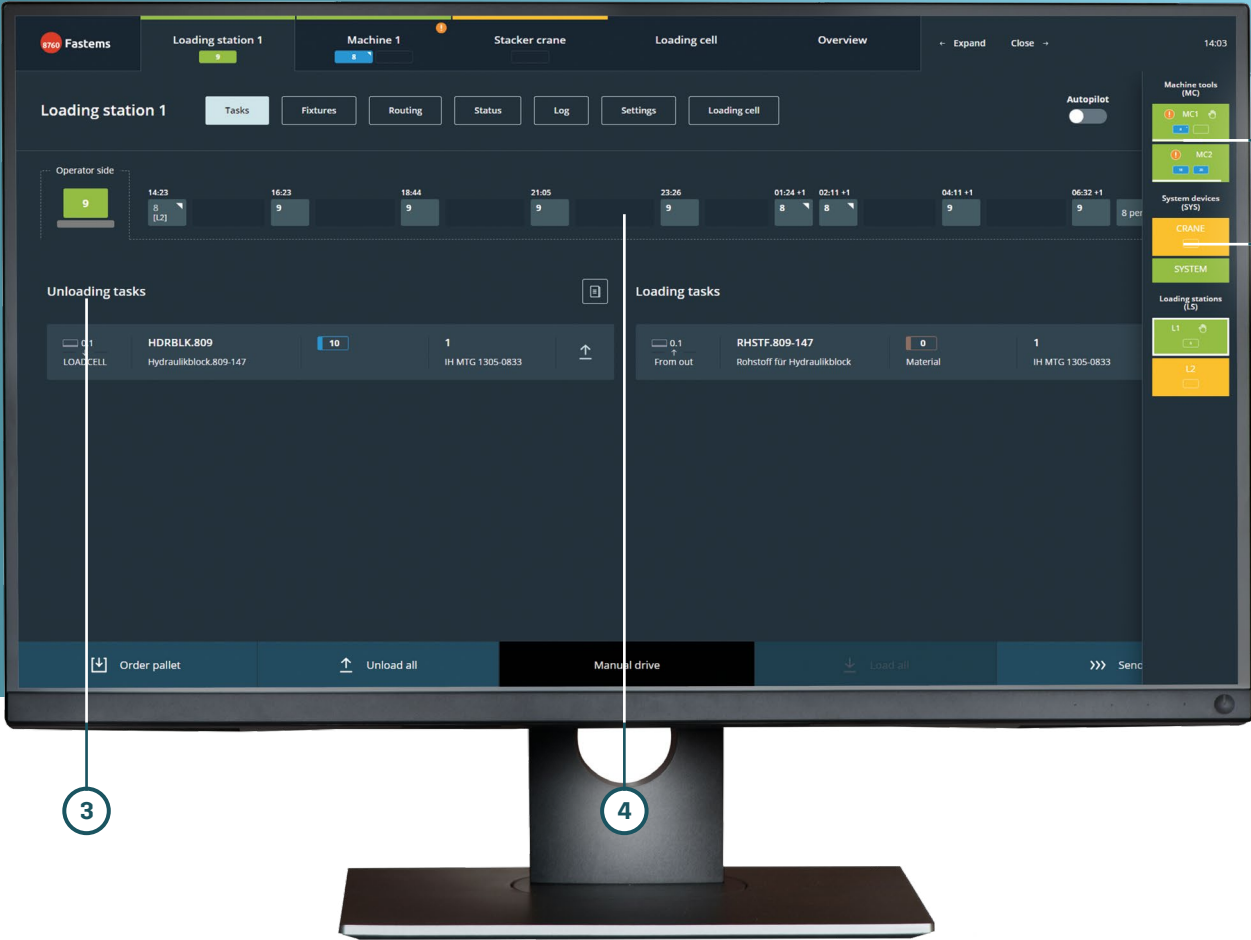 8760 Fastems
Loading station 1
9
Machine 1
8
Stacker crane
Loading cell
Overview
← Expand
Close →
14:03
Loading station 1
Tasks
Fixtures
Routing
Status
Log
Settings
Loading cell
Autopilot
Operator side
9
14:23
8
[L2]
16:23
9
18:44
9
21:05
9
23:26
9
01:24 +1
8
02:11 +1
8
04:11 +1
9
06:32 +1
9
8 per
Unloading tasks
0.1
LOADCELL
HDRBLK.809
Hydraulikblock.809-147
10
1
IH MTG 1305-0833
Loading tasks
0.1
From out
RHSTF.809-147
Rohstoff für Hydraulikblock
0
Material
1
IH MTG 1305-0833
Order pallet
Unload all
Manual drive
Load all
>>> Send
Machine tools
(MC)
MC1
MC2
System devices
(SYS)
CRANE
SYSTEM
Loading stations
(LS)
L1
L2
3
4